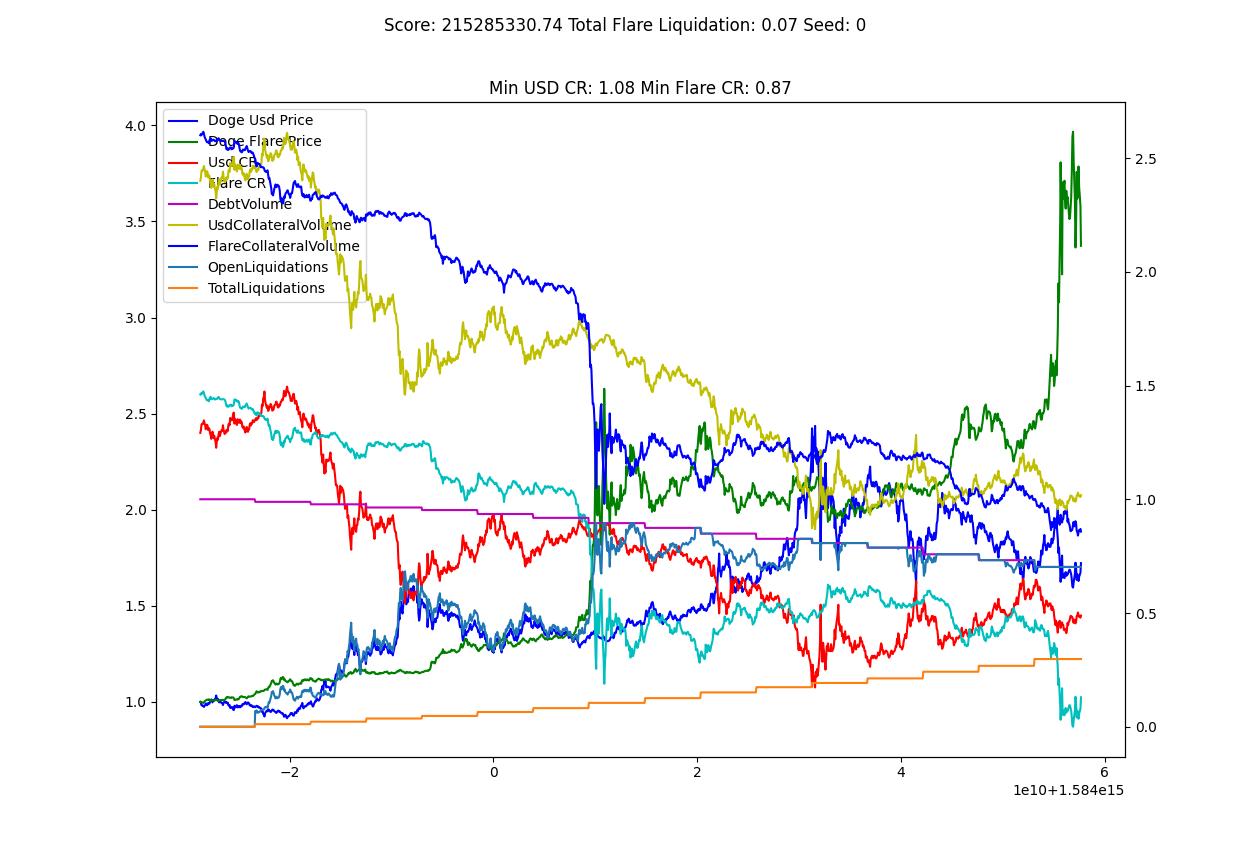 Score: 215285330.74 Total Flare Liquidation: 0.07 Seed: 0
Min USD CR: 1.08 Min Flare CR: 0.87
Doge Usd Price
Doge Flare Price
Usd CR
Flare CR
DebtVolume
UsdCollateralVolume
FlareCollateralVolume
OpenLiquidations
TotalLiquidations
4.0
3.5
3.0
2.5
2.0
1.5
1.0
2.5
2.0
1.5
1.0
0.5
0.0
−2 0 2 4 6
1e10+1.584e15